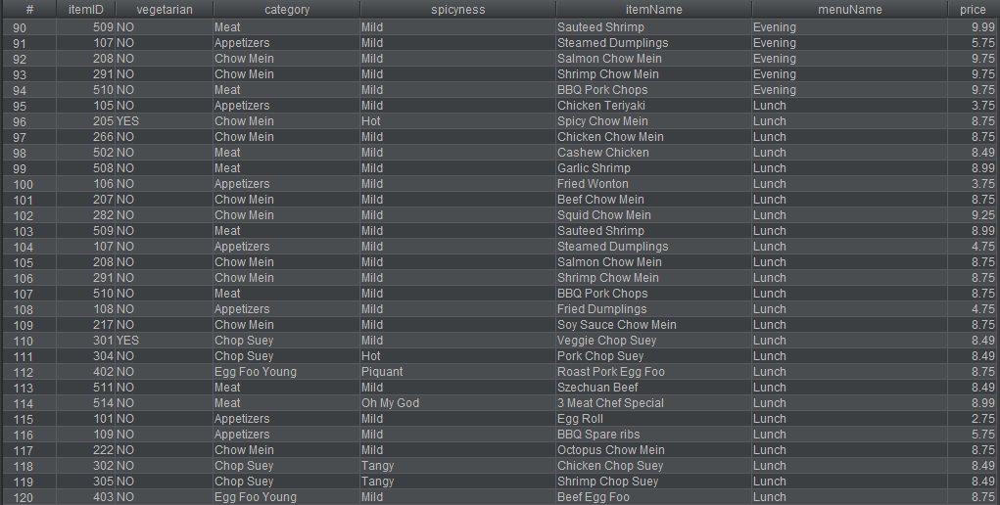 # itemID vegetarian category spicyness itemName menuName price
90 509 NO Meat Mild Sauteed Shrimp Evening 9.99
91 107 NO Appetizers Mild Steamed Dumplings Evening 5.75
92 208 NO Chow Mein Mild Salmon Chow Mein Evening 9.75
93 291 NO Chow Mein Mild Shrimp Chow Mein Evening 9.75
94 510 NO Meat Mild BBQ Pork Chops Evening 9.75
95 105 NO Appetizers Mild Chicken Teriyaki Lunch 3.75
96 205 YES Chow Mein Hot Spicy Chow Mein Lunch 8.75
97 266 NO Chow Mein Mild Chicken Chow Mein Lunch 8.75
98 502 NO Meat Mild Cashew Chicken Lunch 8.49
99 508 NO Meat Mild Garlic Shrimp Lunch 8.99
100 106 NO Appetizers Mild Fried Wonton Lunch 3.75
101 207 NO Chow Mein Mild Beef Chow Mein Lunch 8.75
102 282 NO Chow Mein Mild Squid Chow Mein Lunch 9.25
103 509 NO Meat Mild Sauteed Shrimp Lunch 8.99
104 107 NO Appetizers Mild Steamed Dumplings Lunch 4.75
105 208 NO Chow Mein Mild Salmon Chow Mein Lunch 8.75
106 291 NO Chow Mein Mild Shrimp Chow Mein Lunch 8.75
107 510 NO Meat Mild BBQ Pork Chops Lunch 8.75
108 108 NO Appetizers Mild Fried Dumplings Lunch 4.75
109 217 NO Chow Mein Mild Soy Sauce Chow Mein Lunch 8.75
110 301 YES Chop Suey Mild Veggie Chop Suey Lunch 8.49
111 304 NO Chop Suey Hot Pork Chop Suey Lunch 8.49
112 402 NO Egg Foo Young Piquant Roast Pork Egg Foo Lunch 8.75
113 511 NO Meat Mild Szechuan Beef Lunch 8.49
114 514 NO Meat Oh My God 3 Meat Chef Special Lunch 8.99
115 101 NO Appetizers Mild Egg Roll Lunch 2.75
116 109 NO Appetizers Mild BBQ Spare ribs Lunch 5.75
117 222 NO Chow Mein Mild Octopus Chow Mein Lunch 8.75
118 302 NO Chop Suey Tangy Chicken Chop Suey Lunch 8.49
119 305 NO Chop Suey Tangy Shrimp Chop Suey Lunch 8.49
120 403 NO Egg Foo Young Mild Beef Egg Foo Lunch 8.75